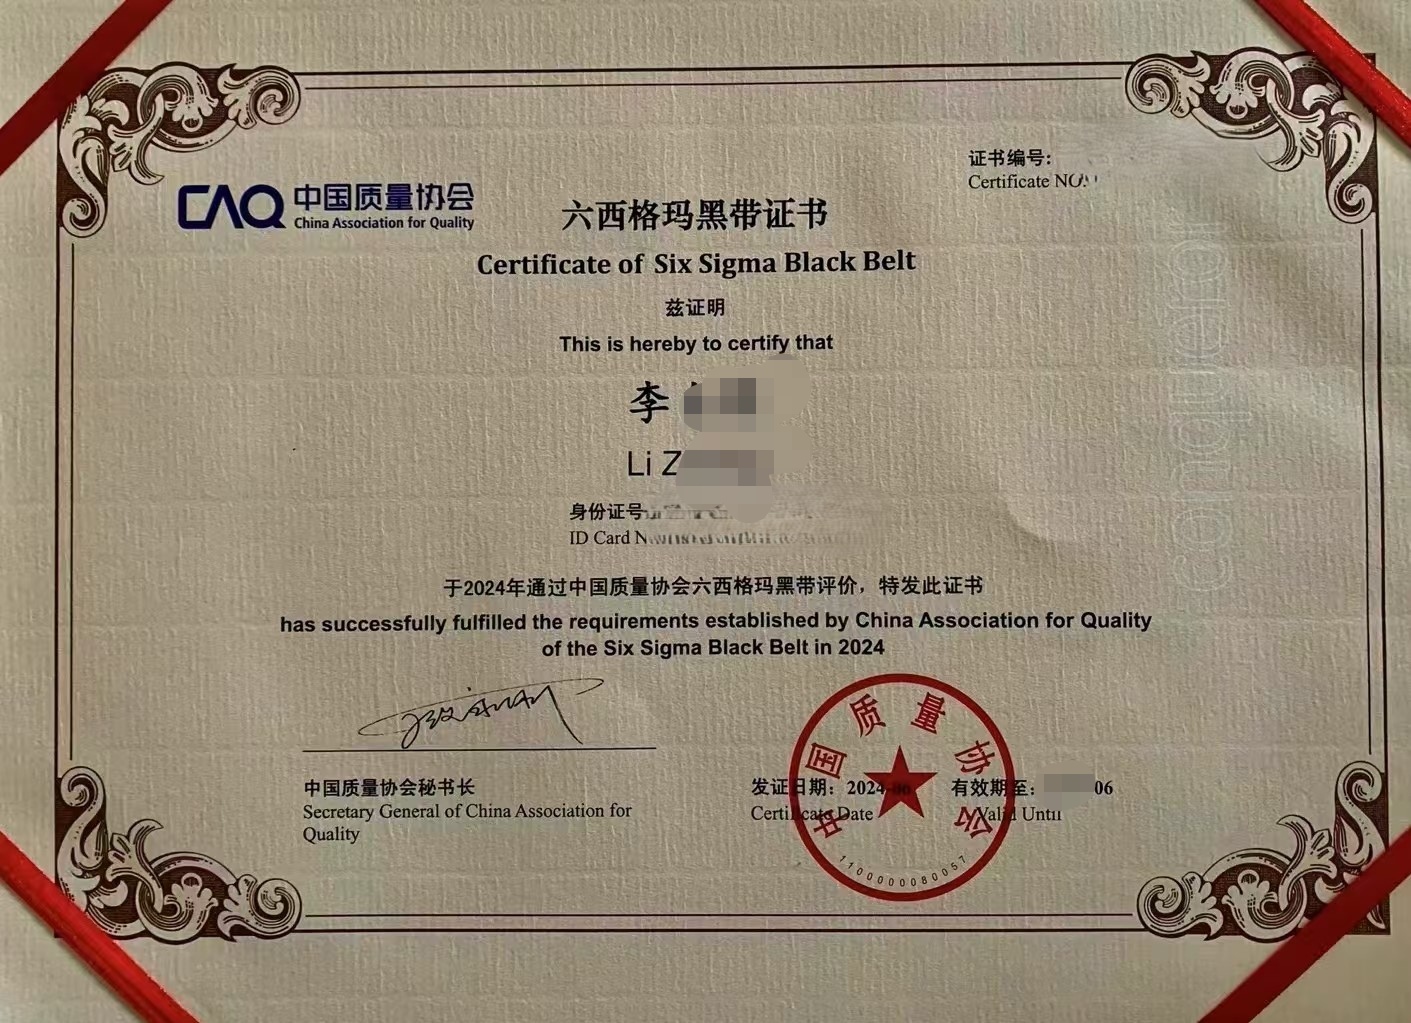 证书编号:
Certificate NO.
CAQ 中国质量协会
China Association for Quality
六西格玛黑带证书
Certificate of Six Sigma Black Belt
兹证明
This is hereby to certify that
李
Li Z
身份证号
ID Card
于2024年通过中国质量协会六西格玛黑带评价，特发此证书
has successfully fulfilled the requirements established by China Association for Quality
of the Six Sigma Black Belt in 2024
中国质量协会秘书长
Secretary General of China Association for
Quality
发证日期: 2024-06
Certificate Date
有效期至: 06
Valid Until
中国质量协会
1100000080057